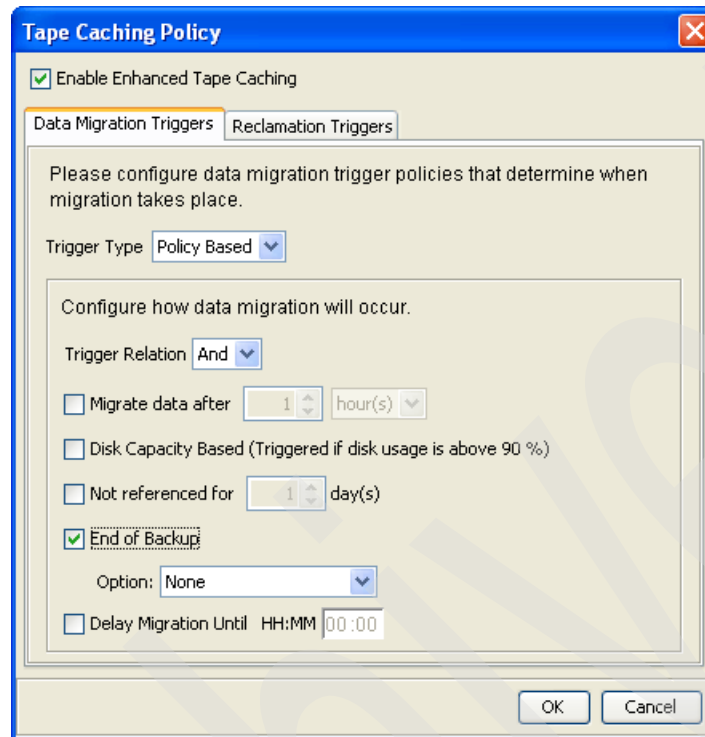 Tape Caching Policy
Enable Enhanced Tape Caching
Data Migration Triggers Reclamation Triggers
Please configure data migration trigger policies that determine when
migration takes place.
Trigger Type Policy Based
Configure how data migration will occur.
Trigger Relation And
Migrate data after 1 hour(s)
Disk Capacity Based (Triggered if disk usage is above 90 %)
Not referenced for 1 day(s)
End of Backup
Option: None
Delay Migration Until HH:MM 00:00
OK Cancel